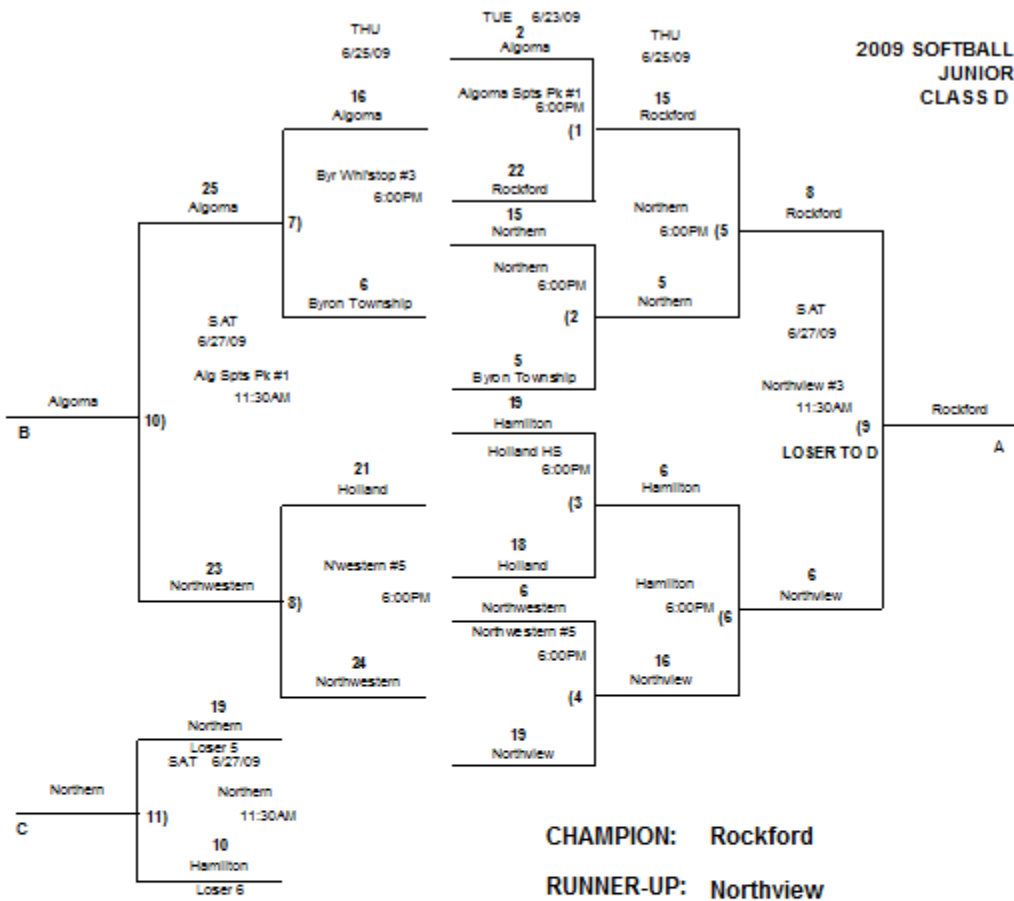 TUE 6/23/09
THU
6/25/09
2
Algoma
THU
6/25/09
2009 SOFTBALL
JUNIOR
CLASS D
16
Algoma
Algoma Spts Pk #1
6:00PM
(1
15
Rockford
Byr Whl'stop #3
6:00PM
22
Rockford
25
Algoma
7)
15
Northern
Northern
6:00PM (5
8
Rockford
6
Byron Township
Northern
6:00PM
(2
5
Northern
SAT
6/27/09
Alg Spts Pk #1
11:30AM
5
Byron Township
SAT
6/27/09
Northview #3
11:30AM
(9
LOSER TO D
Algoma
B
10)
19
Hamilton
Rockford
A
21
Holland
Holland HS
6:00PM
(3
6
Hamilton
18
Holland
23
Northwestern
8)
N'western #5
6:00PM
6
Northwestern
Hamilton
6:00PM
(6
6
Northview
Northwestern #5
6:00PM
(4
24
Northwestern
16
Northview
19
Northview
19
Northern
Loser 5
SAT 6/27/09
Northern
C
11)
Northern
11:30AM
10
Hamilton
Loser 6
CHAMPION: Rockford
RUNNER-UP: Northview